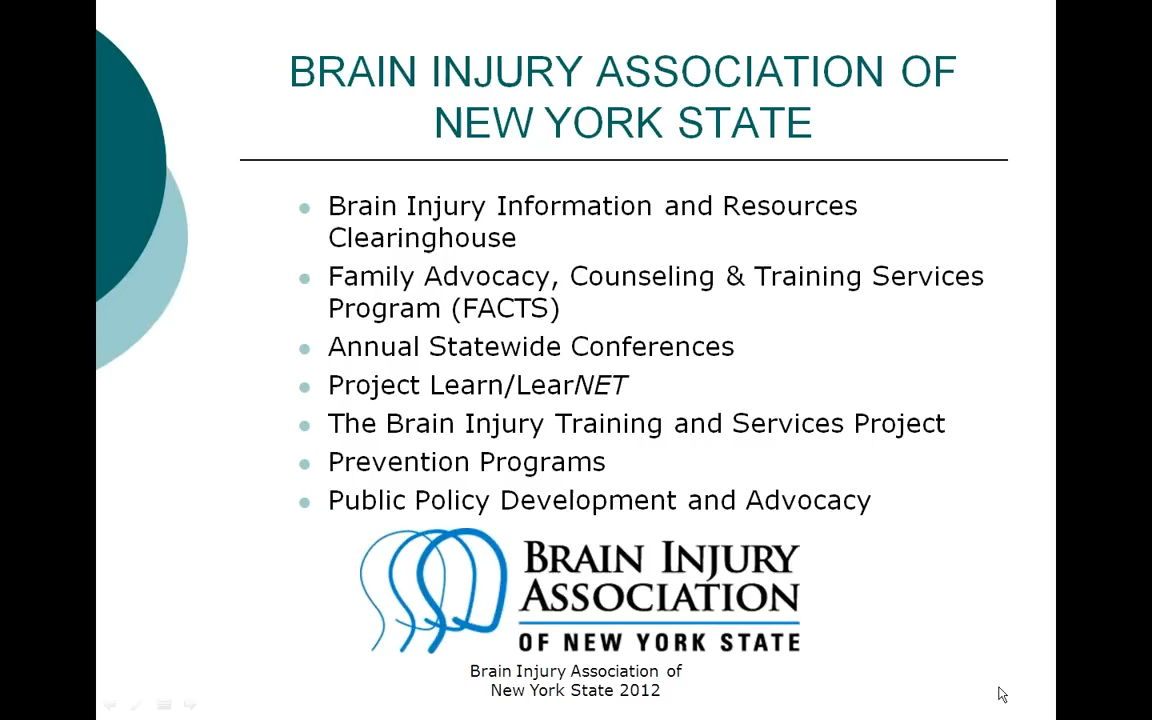 BRAIN INJURY ASSOCIATION OF
NEW YORK STATE
Brain Injury Information and Resources
Clearinghouse
Family Advocacy, Counseling & Training Services
Program (FACTS)
Annual Statewide Conferences
Project Learn/LearNET
The Brain Injury Training and Services Project
Prevention Programs
Public Policy Development and Advocacy
BRAIN INJURY
ASSOCIATION
OF NEW YORK STATE
Brain Injury Association of
New York State 2012